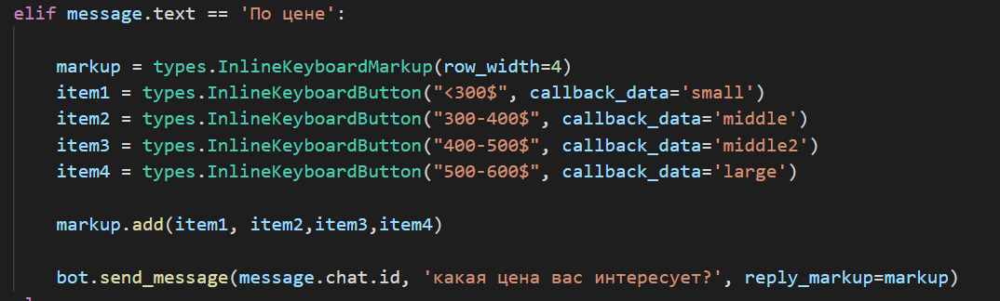 elif message.text == 'По цене':
markup = types.InlineKeyboardMarkup(row_width=4)
item1 = types.InlineKeyboardButton("<300$", callback_data='small')
item2 = types.InlineKeyboardButton("300-400$", callback_data='middle')
item3 = types.InlineKeyboardButton("400-500$", callback_data='middle2')
item4 = types.InlineKeyboardButton("500-600$", callback_data='large')
markup.add(item1, item2,item3,item4)
bot.send_message(message.chat.id, 'какая цена вас интересует?', reply_markup=markup)